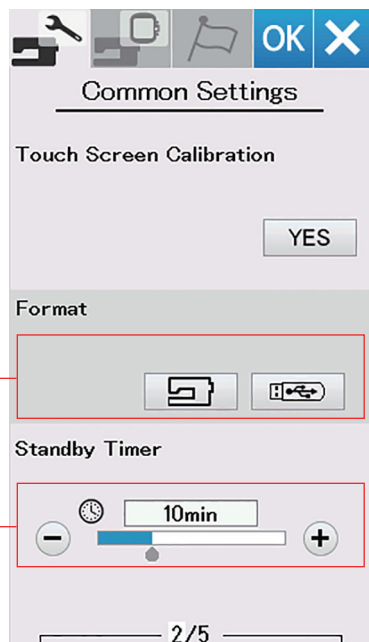 OK
Common Settings
Touch Screen Calibration
YES
Format
Standby Timer
10min
2/5